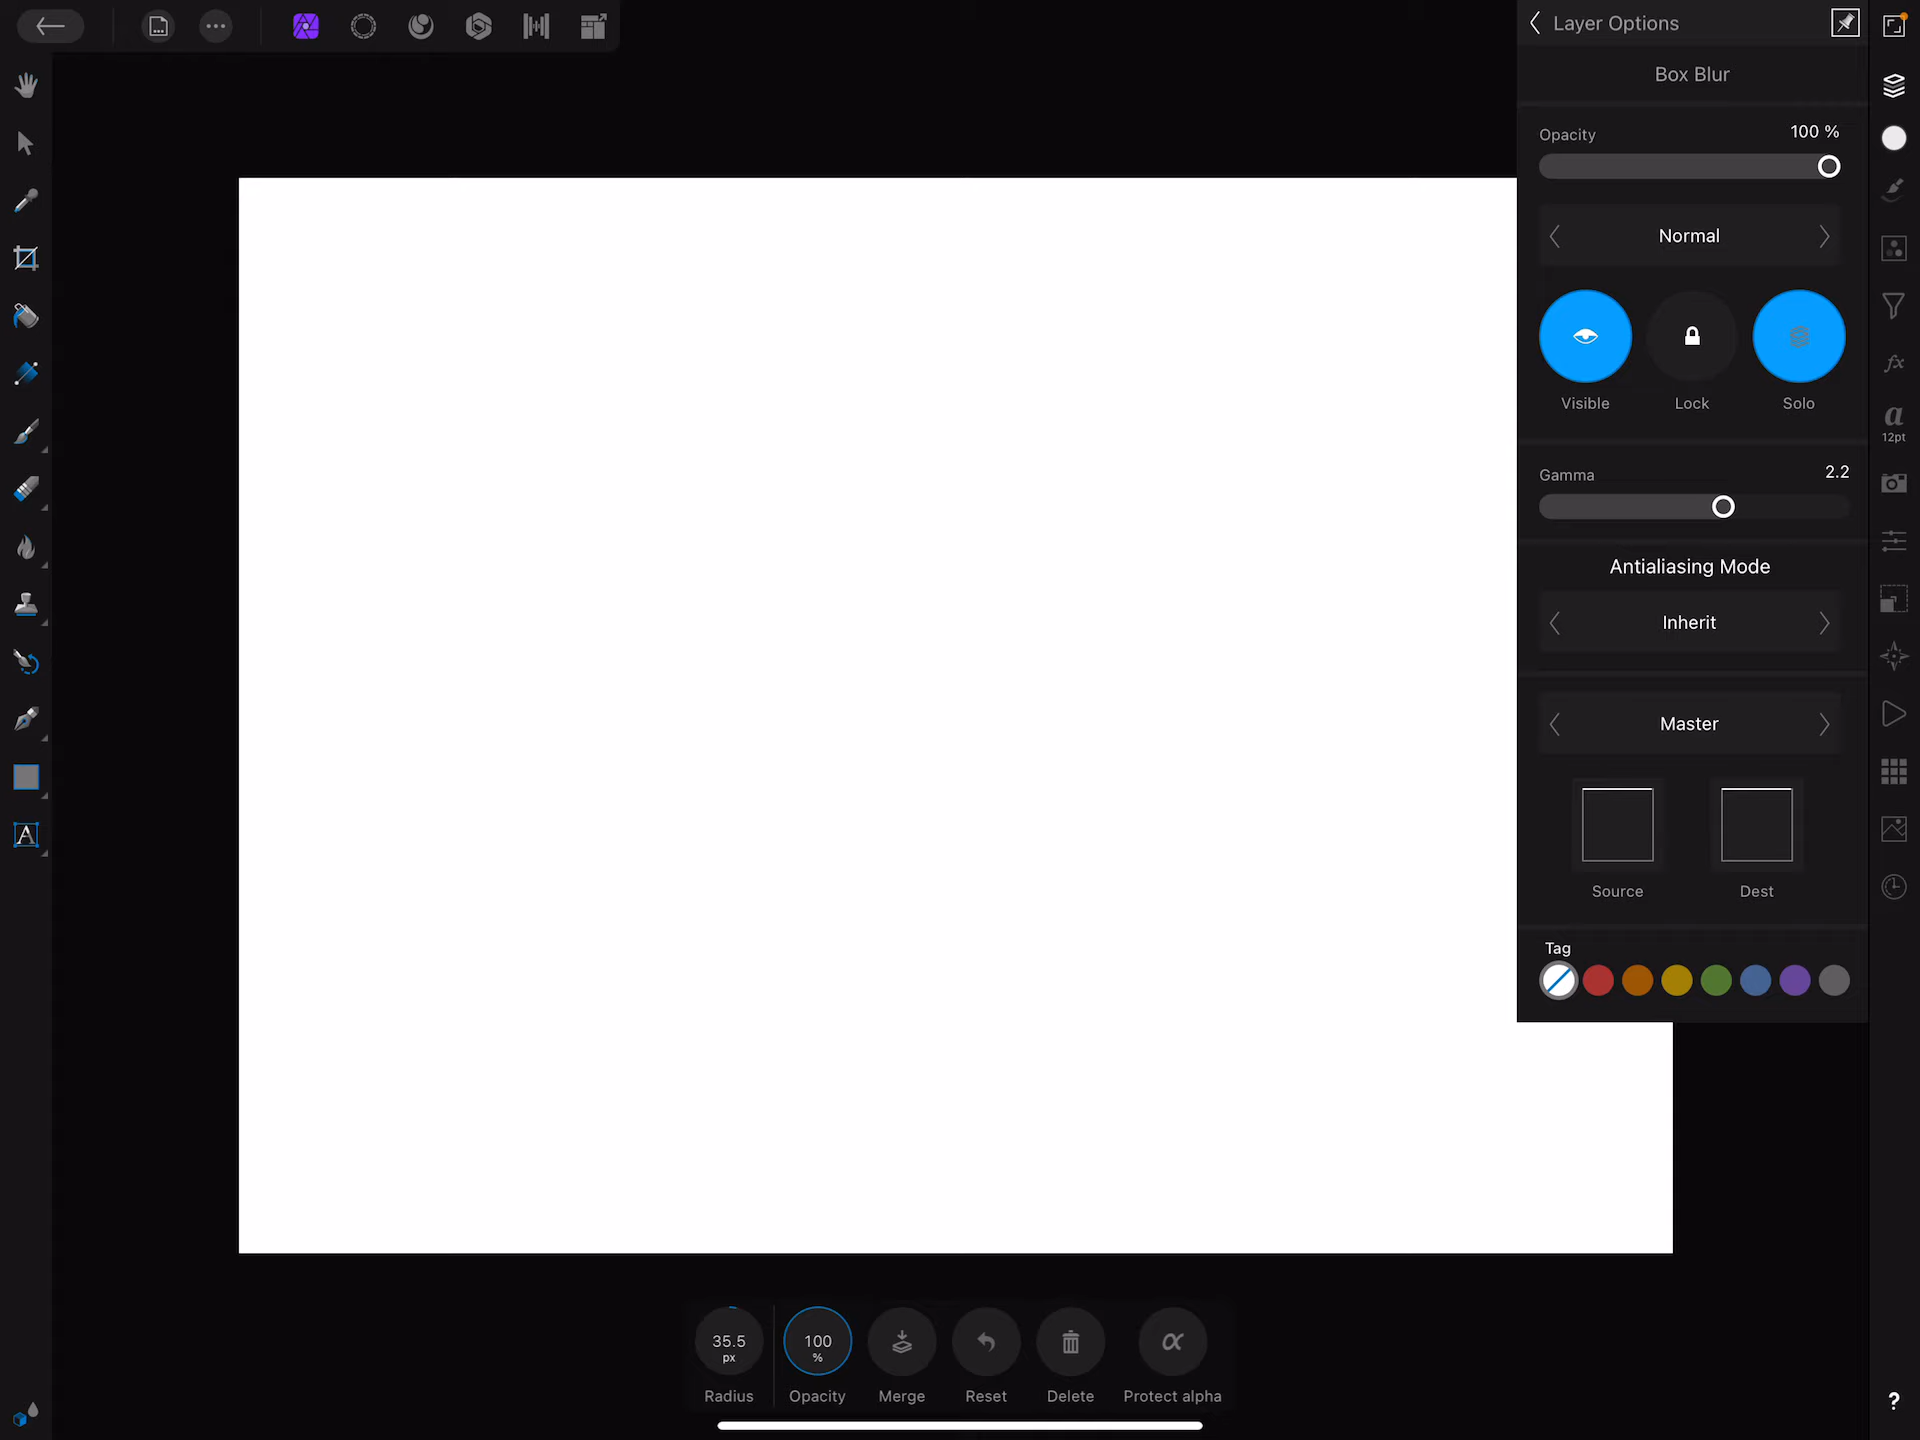 Layer Options
Box Blur
Opacity 100 %
Normal
Visible Lock Solo
Gamma 2.2
Antialiasing Mode
Inherit
Master
Source Dest
Tag
a
12pt
fx
A
35.5 px
100 %
α
Radius Opacity Merge Reset Delete Protect alpha
?